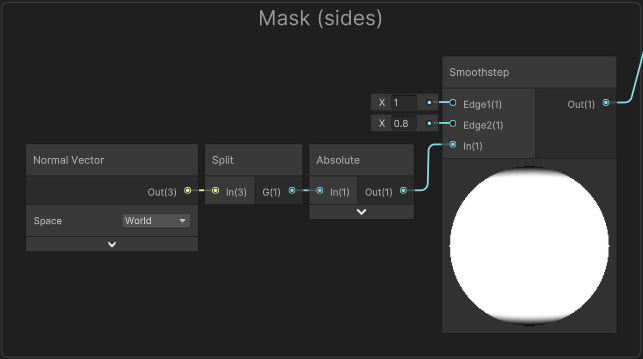 Mask (sides)
Smoothstep
X 1
Edge1(1)
Out(1)
X 0.8
Edge2(1)
In(1)
Normal Vector
Out(3)
Space
World
Split
In(3)
G(1)
Absolute
In(1)
Out(1)